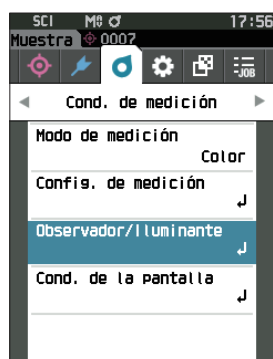 SCI M 17:56
Muestra 0007
JOB
Cond. de medición
Modo de medición
Color
Config. de medición
Observador/Iluminante
Cond. de la pantalla